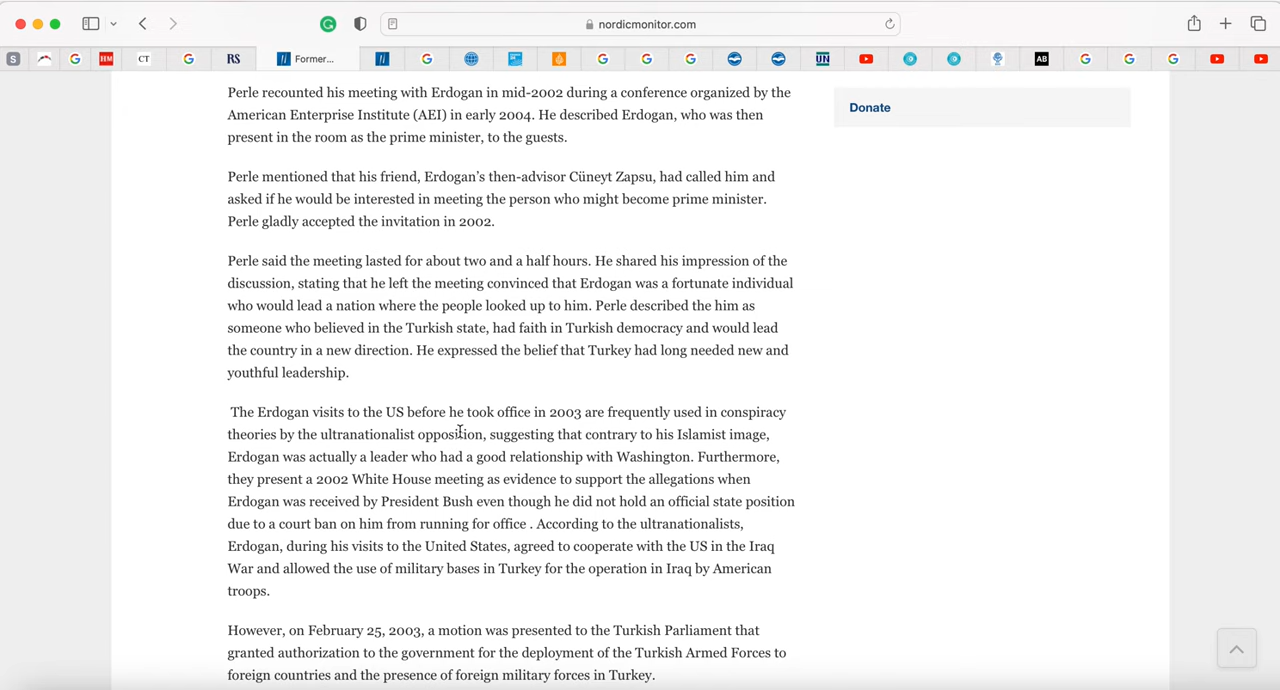 nordicmonitor.com
S
HM
CT
RS
Former...
UN
AB
Perle recounted his meeting with Erdogan in mid-2002 during a conference organized by the
American Enterprise Institute (AEI) in early 2004. He described Erdogan, who was then
present in the room as the prime minister, to the guests.
Donate
Perle mentioned that his friend, Erdogan's then-advisor Cüneyt Zapsu, had called him and
asked if he would be interested in meeting the person who might become prime minister.
Perle gladly accepted the invitation in 2002.
Perle said the meeting lasted for about two and a half hours. He shared his impression of the
discussion, stating that he left the meeting convinced that Erdogan was a fortunate individual
who would lead a nation where the people looked up to him. Perle described the him as
someone who believed in the Turkish state, had faith in Turkish democracy and would lead
the country in a new direction. He expressed the belief that Turkey had long needed new and
youthful leadership.
The Erdogan visits to the US before he took office in 2003 are frequently used in conspiracy
theories by the ultranationalist opposition, suggesting that contrary to his Islamist image,
Erdogan was actually a leader who had a good relationship with Washington. Furthermore,
they present a 2002 White House meeting as evidence to support the allegations when
Erdogan was received by President Bush even though he did not hold an official state position
due to a court ban on him from running for office . According to the ultranationalists,
Erdogan, during his visits to the United States, agreed to cooperate with the US in the Iraq
War and allowed the use of military bases in Turkey for the operation in Iraq by American
troops.
However, on February 25, 2003, a motion was presented to the Turkish Parliament that
granted authorization to the government for the deployment of the Turkish Armed Forces to
foreign countries and the presence of foreign military forces in Turkey.